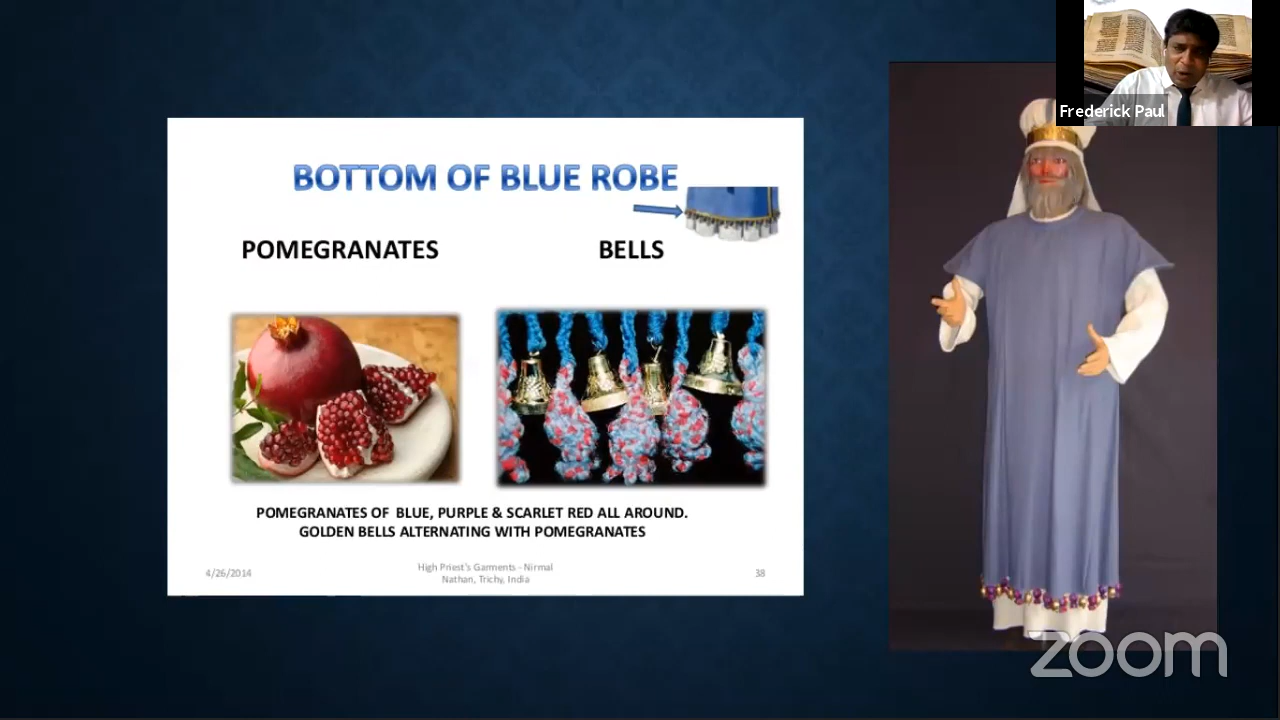 Frederick Paul
BOTTOM OF BLUE ROBE
POMEGRANATES
BELLS
POMEGRANATES OF BLUE, PURPLE & SCARLET RED ALL AROUND.
GOLDEN BELLS ALTERNATING WITH POMEGRANATES
4/26/2014
High Priest's Garments - Nirmal
Nathan, Trichy, India
38
zoom